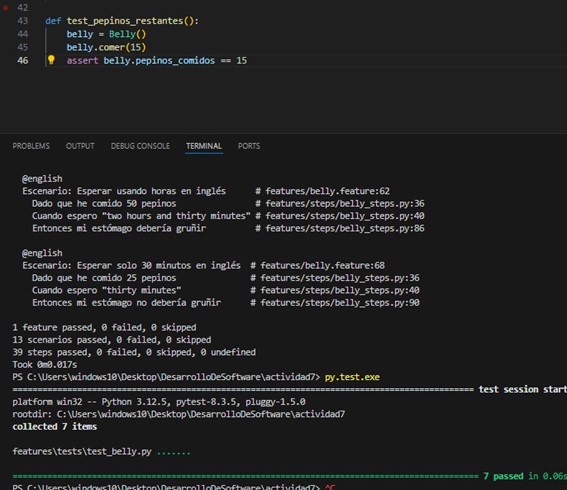 42
43 def test_pepinos_restantes():
44 belly = Belly()
45 belly.comer(15)
46 assert belly.pepinos_comidos == 15
PROBLEMS OUTPUT DEBUG CONSOLE TERMINAL PORTS
@english
Escenario: Esperar usando horas en inglés # features/belly.feature:62
Dado que he comido 50 pepinos # features/steps/belly_steps.py:36
Cuando espero "two hours and thirty minutes" # features/steps/belly_steps.py:40
Entonces mi estómago debería gruñir # features/steps/belly_steps.py:86
@english
Escenario: Esperar solo 30 minutos en inglés # features/belly.feature:68
Dado que he comido 25 pepinos # features/steps/belly_steps.py:36
Cuando espero "thirty minutes" # features/steps/belly_steps.py:40
Entonces mi estómago no debería gruñir # features/steps/belly_steps.py:90
1 feature passed, 0 failed, 0 skipped
13 scenarios passed, 0 failed, 0 skipped
39 steps passed, 0 failed, 0 skipped, 0 undefined
Took 0m0.017s
PS C:\Users\windows10\Desktop\DesarrolloDeSoftware\actividad7> py.test.exe
============================================================================ test session start
platform win32 -- Python 3.12.5, pytest-8.3.5, pluggy-1.5.0
rootdir: C:\Users\windows10\Desktop\DesarrolloDeSoftware\actividad7
collected 7 items
features\tests\test_belly.py .......
============================================================================= 7 passed in 0.06s
PS C:\Users\windows10\Desktop\DesarrolloDeSoftware\actividad7> ^C